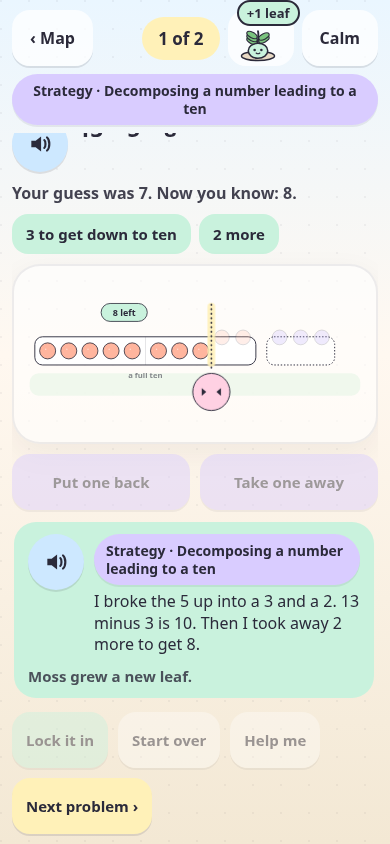 ‹ Map
1 of 2
+1 leaf
Calm
Strategy · Decomposing a number leading to a
ten
Your guess was 7. Now you know: 8.
3 to get down to ten
2 more
8 left
a full ten
Put one back
Take one away
Strategy · Decomposing a number
leading to a ten
I broke the 5 up into a 3 and a 2. 13
minus 3 is 10. Then I took away 2
more to get 8.
Moss grew a new leaf.
Lock it in
Start over
Help me
Next problem ›